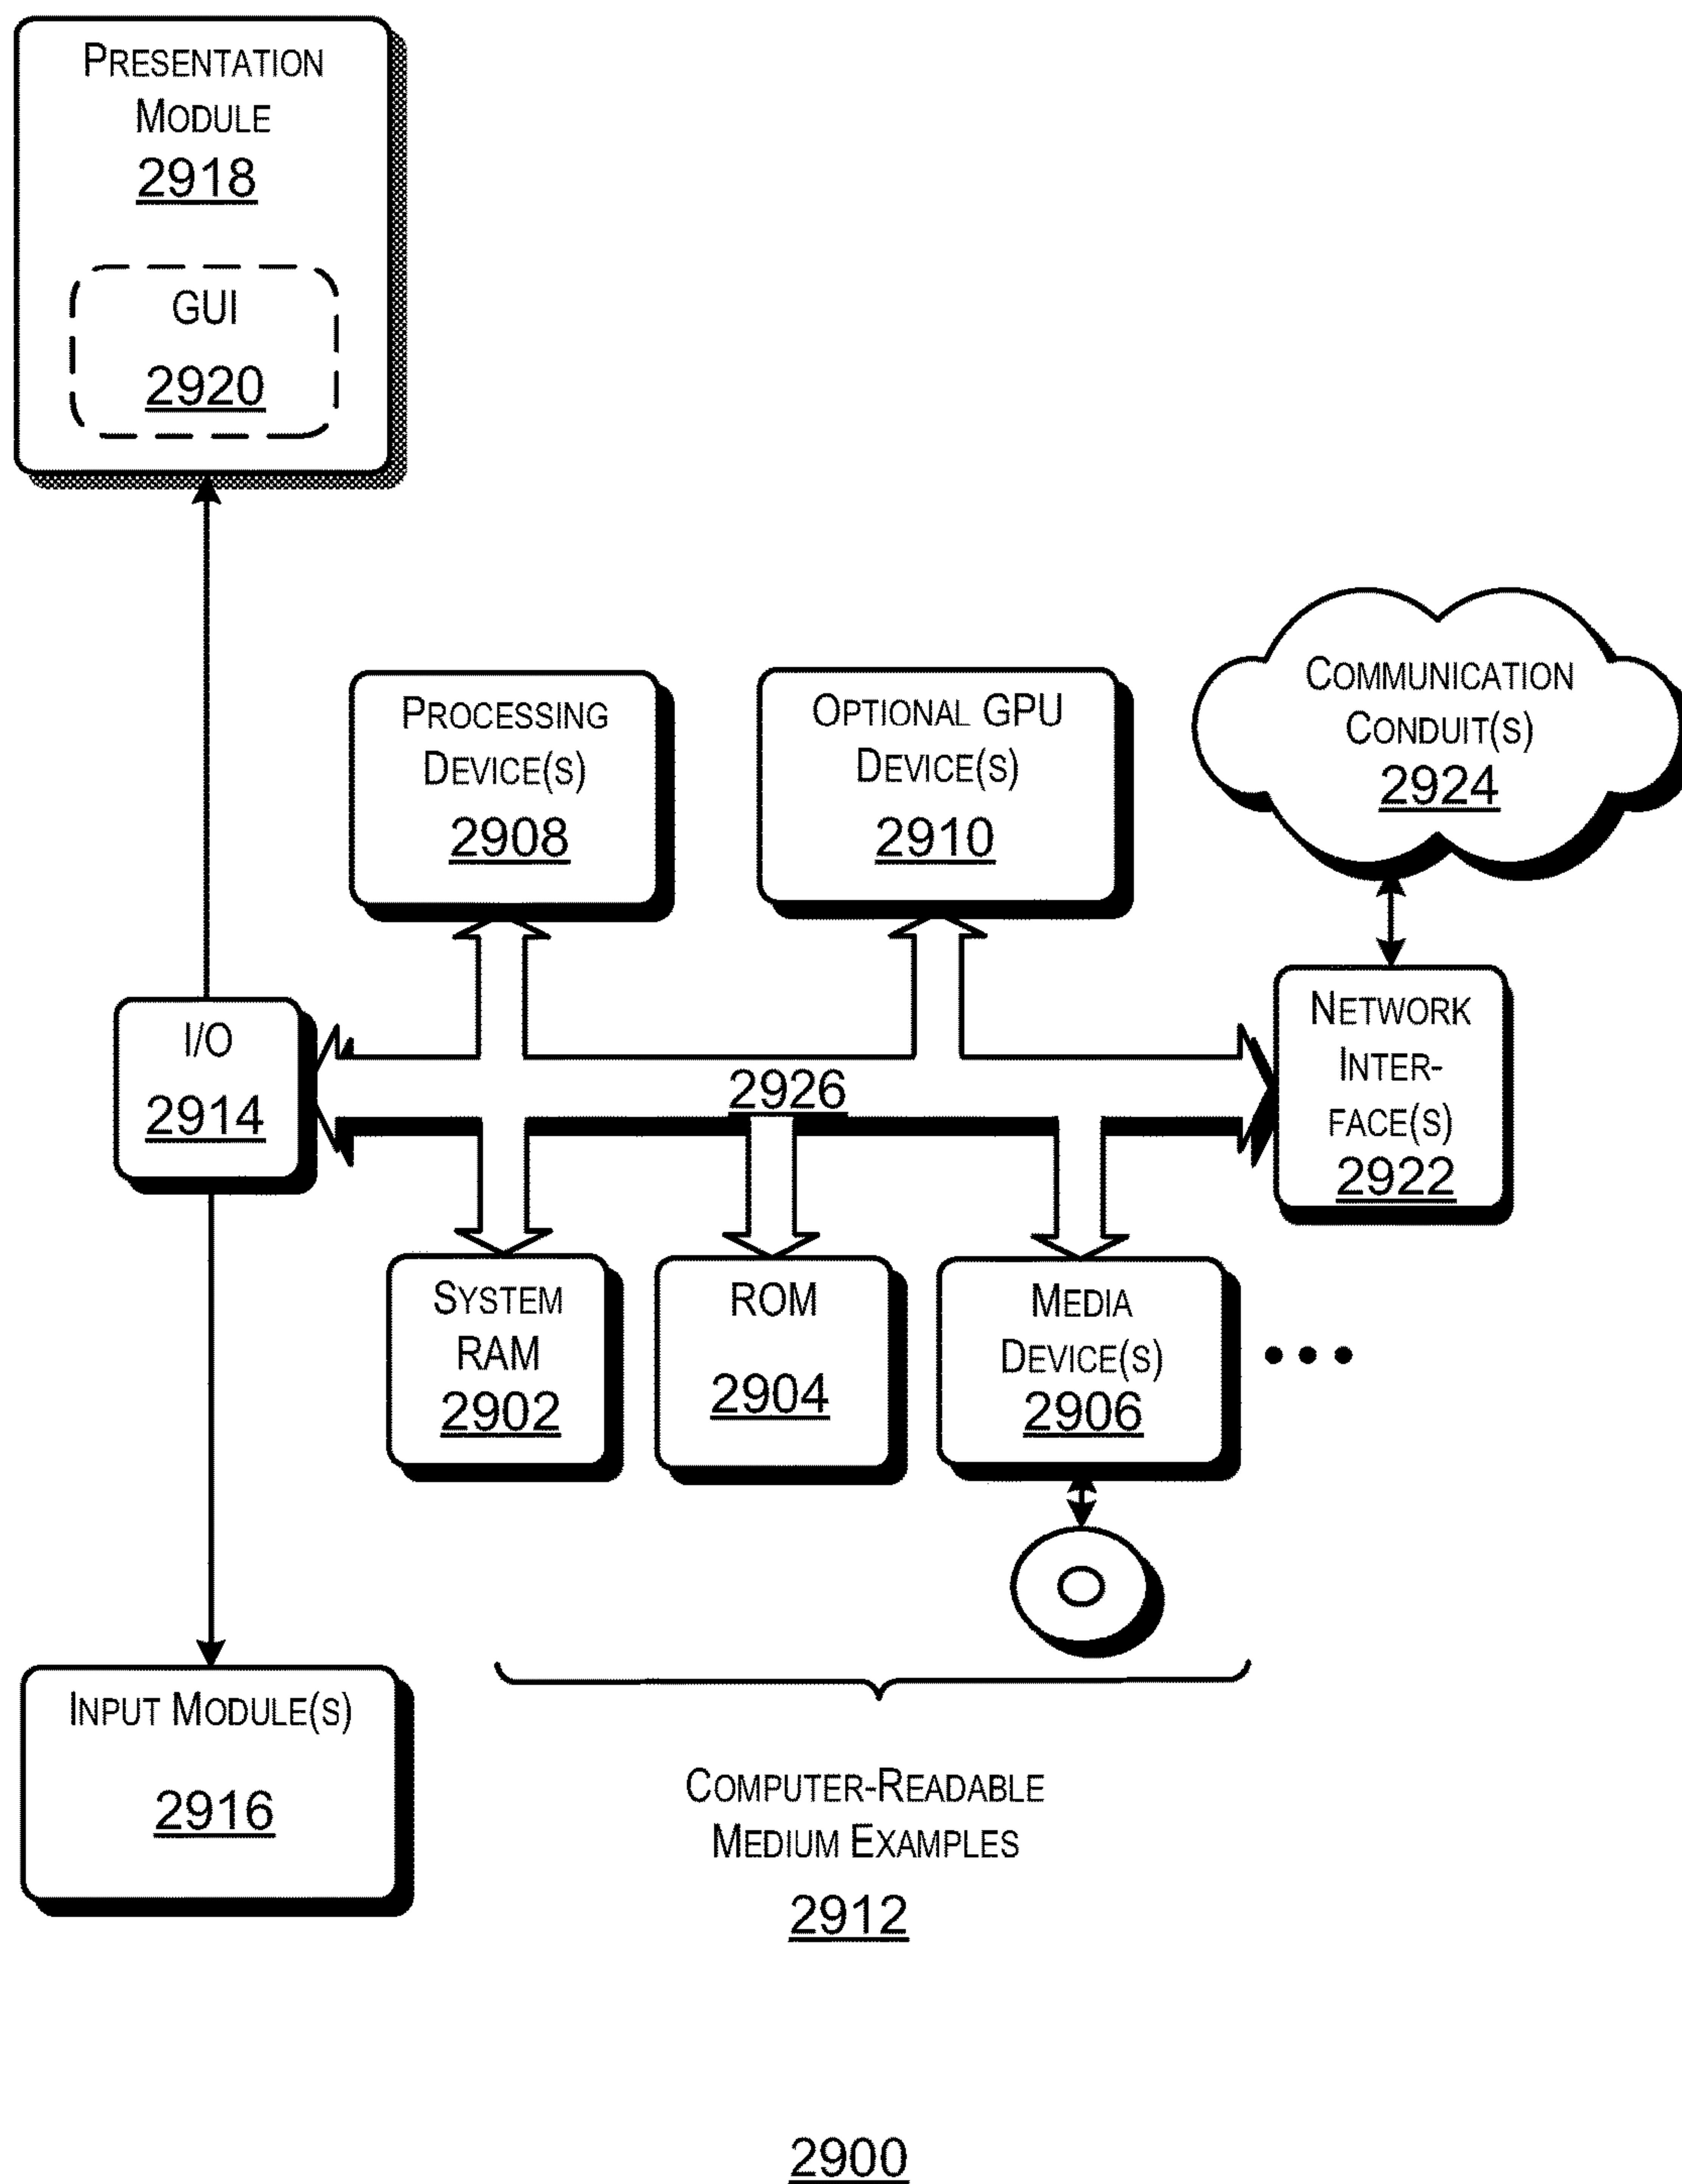 PRESENTATION
MODULE
2918
GUI
2920
PROCESSING
DEVICE(S)
2908
OPTIONAL GPU
DEVICE(S)
2910
COMMUNICATION
CONDUIT(S)
2924
I/O
2914
2926
NETWORK
INTER-
FACE(S)
2922
SYSTEM
RAM
2902
ROM
2904
MEDIA
DEVICE(S)
2906
INPUT MODULE(S)
2916
COMPUTER-READABLE
MEDIUM EXAMPLES
2912
2900